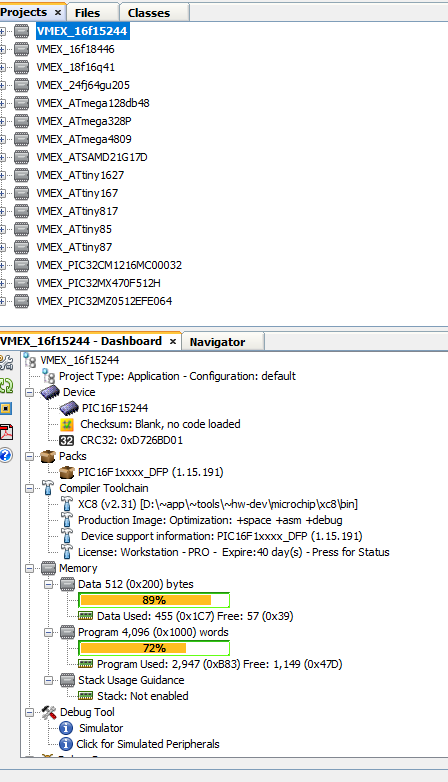 Projects × Files Classes
VMEX_16f15244
VMEX_16f18446
VMEX_18f16q41
VMEX_24fj64gu205
VMEX_ATmega128db48
VMEX_ATmega328P
VMEX_ATmega4809
VMEX_ATSAMD21G17D
VMEX_ATtiny1627
VMEX_ATtiny167
VMEX_ATtiny817
VMEX_ATtiny85
VMEX_ATtiny87
VMEX_PIC32CM1216MC00032
VMEX_PIC32MX470F512H
VMEX_PIC32MZ0512EFE064
VMEX_16f15244 - Dashboard × Navigator
VMEX_16f15244
Project Type: Application - Configuration: default
Device
PIC16F15244
Checksum: Blank, no code loaded
32 CRC32: 0xD726BD01
Packs
PIC16F1xxxx_DFP (1.15.191)
Compiler Toolchain
XC8 (v2.31) [D:\~app\~tools\~hw-dev\microchip\xc8\bin]
Production Image: Optimization: +space +asm +debug
Device support information: PIC16F1xxxx_DFP (1.15.191)
License: Workstation - PRO - Expire:40 day(s) - Press for Status
Memory
Data 512 (0x200) bytes
89%
Data Used: 455 (0x1C7) Free: 57 (0x39)
Program 4,096 (0x1000) words
72%
Program Used: 2,947 (0xB83) Free: 1,149 (0x47D)
Stack Usage Guidance
Stack: Not enabled
Debug Tool
Simulator
Click for Simulated Peripherals